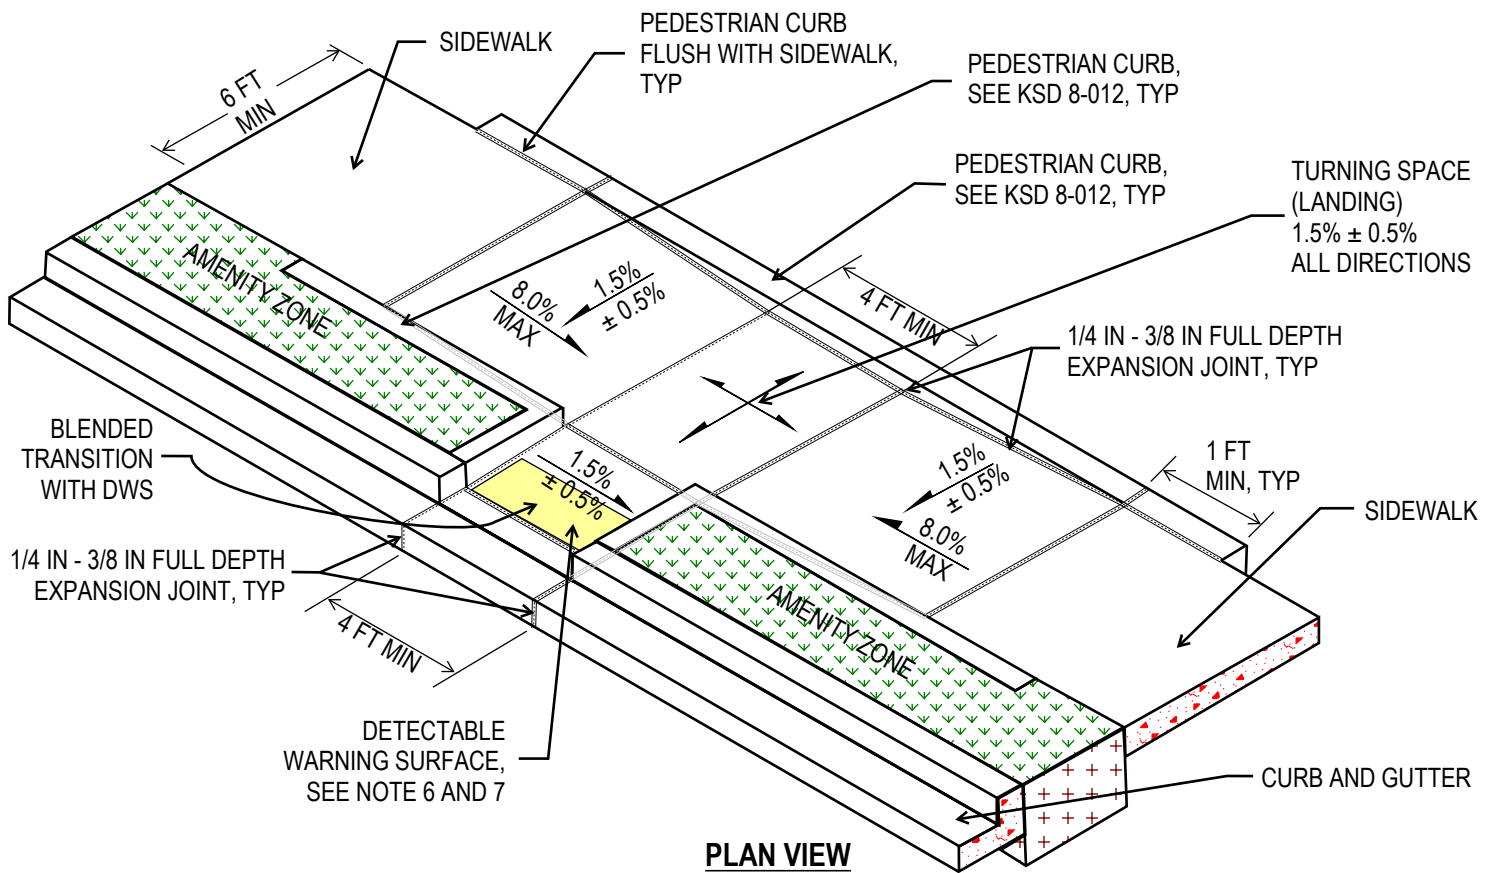 SIDEWALK
PEDESTRIAN CURB
FLUSH WITH SIDEWALK,
TYP
PEDESTRIAN CURB,
SEE KSD 8-012, TYP
6 FT
MIN
PEDESTRIAN CURB,
SEE KSD 8-012, TYP
TURNING SPACE
(LANDING)
1.5% ± 0.5%
ALL DIRECTIONS
AMENITY ZONE
8.0%
MAX
1.5%
± 0.5%
4 FT MIN
1/4 IN - 3/8 IN FULL DEPTH
EXPANSION JOINT, TYP
BLENDED
TRANSITION
WITH DWS
1.5%
± 0.5%
1.5%
± 0.5%
8.0%
MAX
1 FT
MIN, TYP
SIDEWALK
1/4 IN - 3/8 IN FULL DEPTH
EXPANSION JOINT, TYP
4 FT MIN
AMENITY ZONE
DETECTABLE
WARNING SURFACE,
SEE NOTE 6 AND 7
CURB AND GUTTER
PLAN VIEW